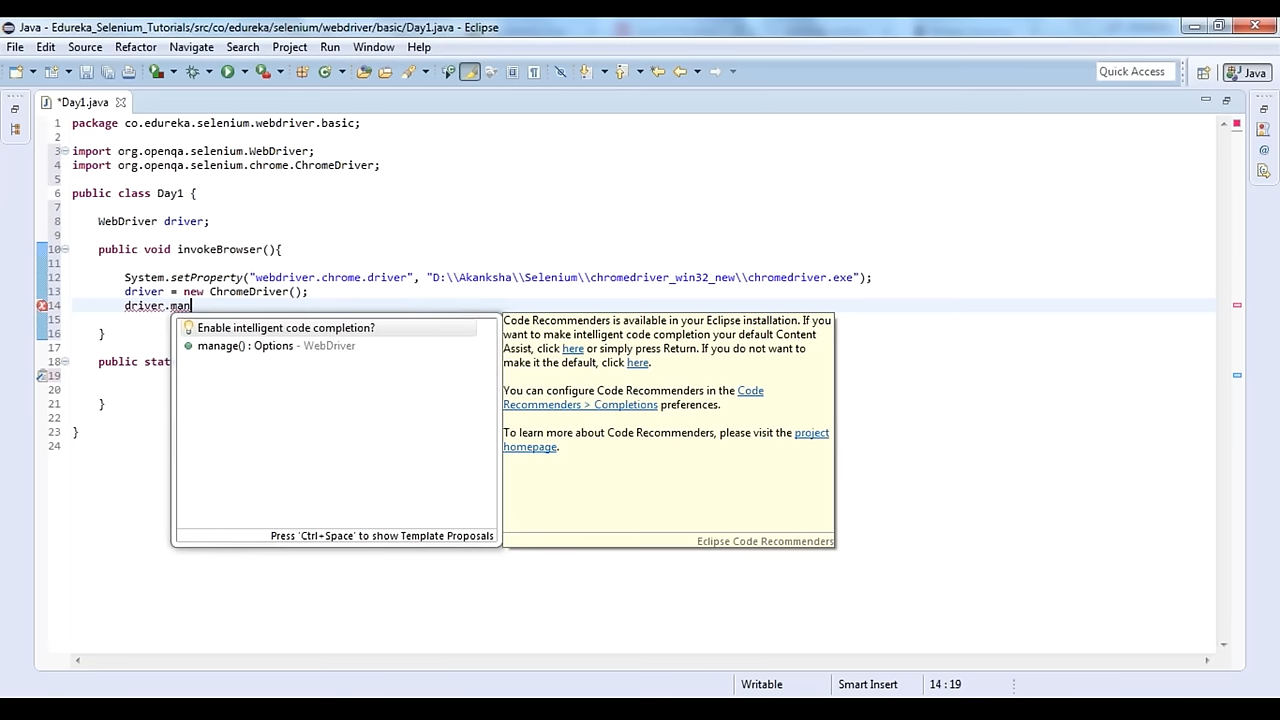 Java - Edureka_Selenium_Tutorials/src/co/edureka/selenium/webdriver/basic/Day1.java - Eclipse
File Edit Source Refactor Navigate Search Project Run Window Help
Quick Access
Java
*Day1.java
1 package co.edureka.selenium.webdriver.basic;
2
3 import org.openqa.selenium.WebDriver;
4 import org.openqa.selenium.chrome.ChromeDriver;
5
6 public class Day1 {
7
8 WebDriver driver;
9
10 public void invokeBrowser(){
11
12 System.setProperty("webdriver.chrome.driver", "D:\\Akanksha\\Selenium\\chromedriver_win32_new\\chromedriver.exe");
13 driver = new ChromeDriver();
14 driver.man
15
16 }
17
18 public stat
19
20
21 }
22
23 }
24
Enable intelligent code completion?
manage() : Options - WebDriver
Press 'Ctrl+Space' to show Template Proposals
Code Recommenders is available in your Eclipse installation. If you
want to make intelligent code completion your default Content
Assist, click here or simply press Return. If you do not want to
make it the default, click here.
You can configure Code Recommenders in the Code
Recommenders > Completions preferences.
To learn more about Code Recommenders, please visit the project
homepage.
Eclipse Code Recommenders
Writable
Smart Insert
14 : 19